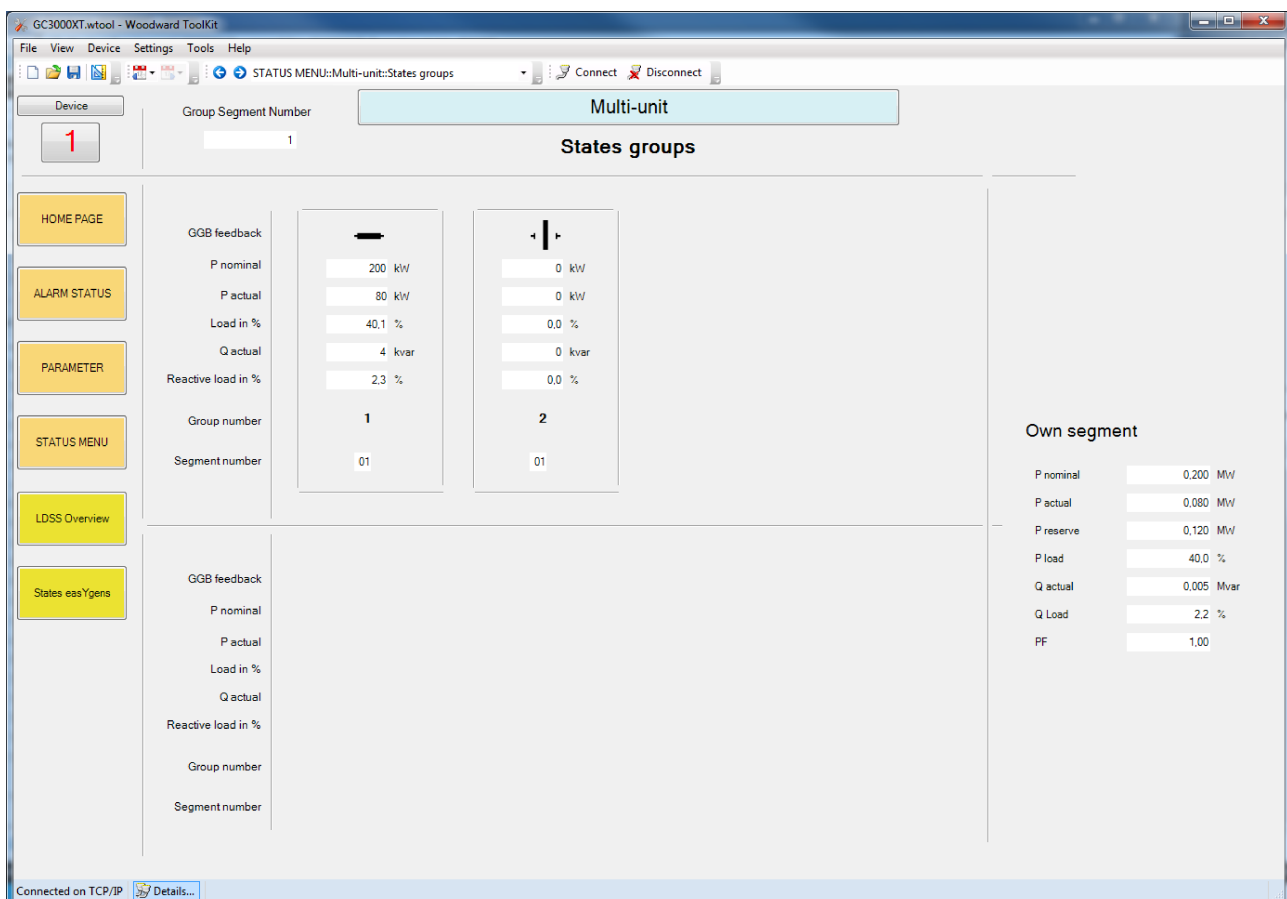 GC3000XT.wtool - Woodward ToolKit
File View Device Settings Tools Help
STATUS MENU::Multi-unit::States groups Connect Disconnect
Device
1
Group Segment Number
1
Multi-unit
States groups
HOME PAGE
ALARM STATUS
PARAMETER
STATUS MENU
LDSS Overview
States easYgens
GGB feedback
P nominal 200 kW 0 kW
P actual 80 kW 0 kW
Load in % 40,1 % 0,0 %
Q actual 4 kvar 0 kvar
Reactive load in % 2,3 % 0,0 %
Group number 1 2
Segment number 01 01
GGB feedback
P nominal
P actual
Load in %
Q actual
Reactive load in %
Group number
Segment number
Own segment
P nominal 0,200 MW
P actual 0,080 MW
P reserve 0,120 MW
P load 40,0 %
Q actual 0,005 Mvar
Q Load 2,2 %
PF 1,00
Connected on TCP/IP Details...